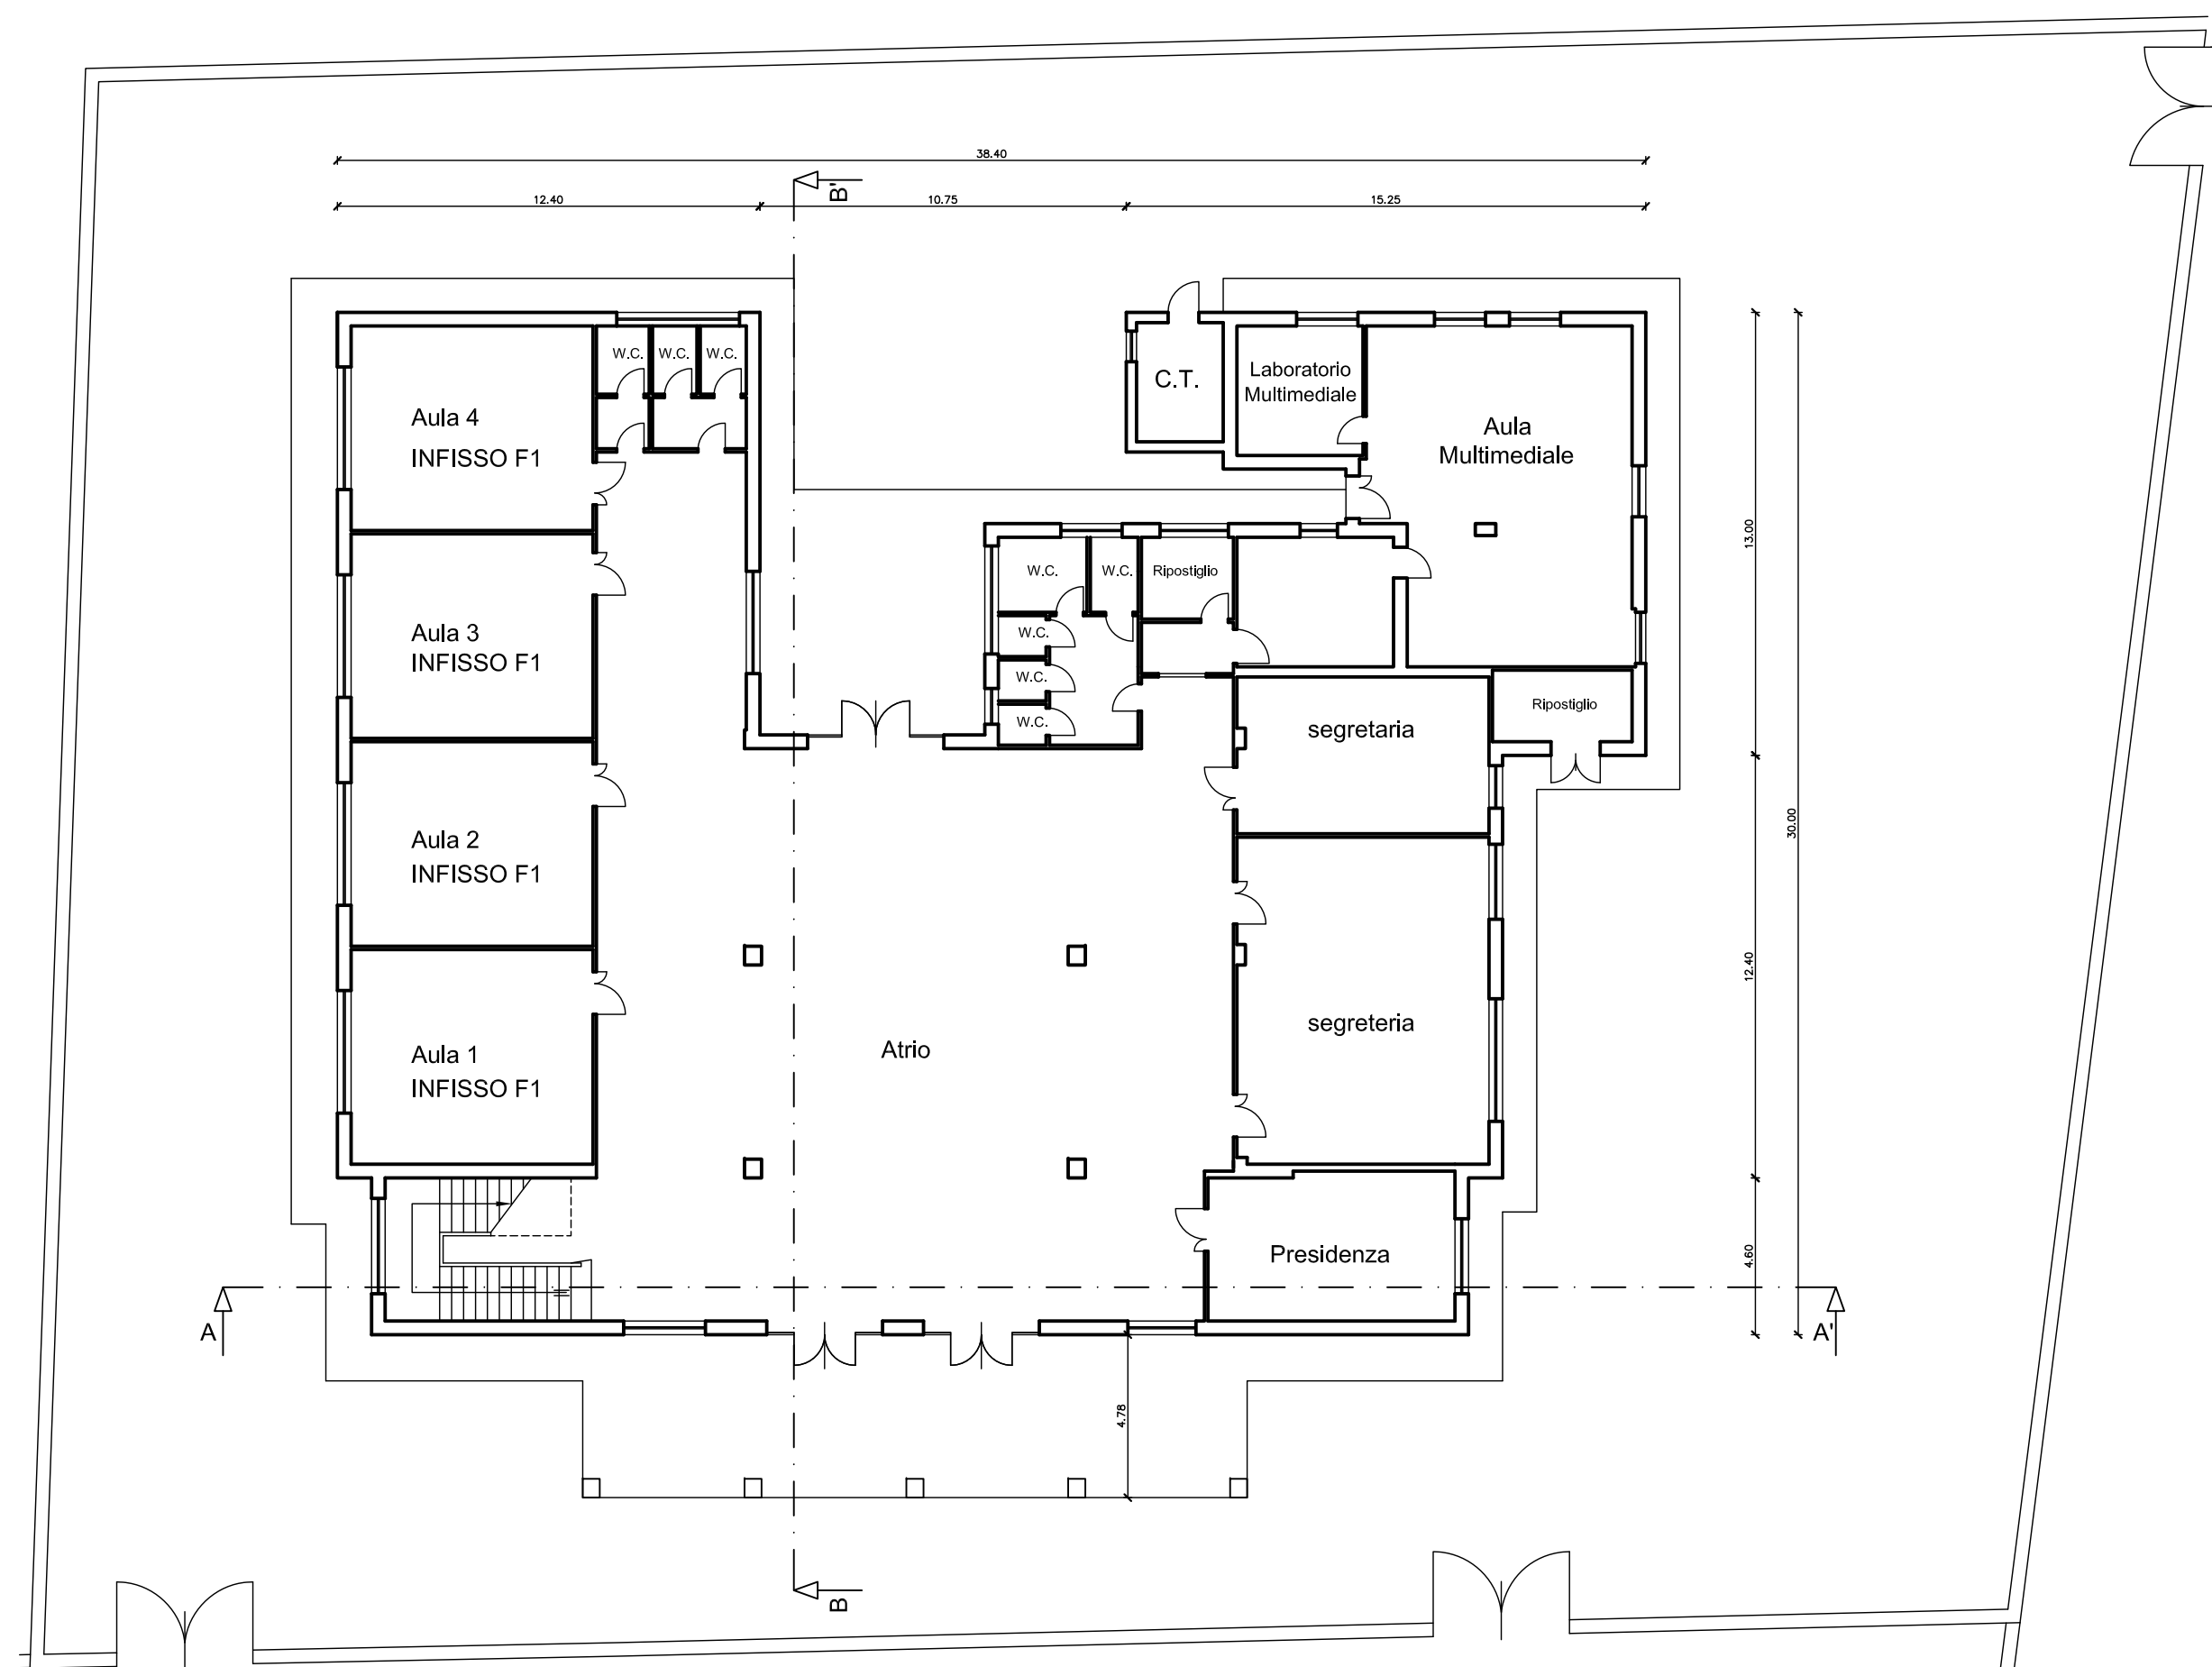 38.40
B'
12.40
10.75
15.25
W.C.
W.C.
W.C.
C.T.
Laboratorio
Multimediale
Aula 4
INFISSO F1
Aula
Multimediale
13.00
W.C.
W.C.
Ripostiglio
Aula 3
INFISSO F1
W.C.
W.C.
W.C.
Ripostiglio
segretaria
30.00
Aula 2
INFISSO F1
12.40
segreteria
Atrio
Aula 1
INFISSO F1
Presidenza
4.60
A
A'
4.78
B